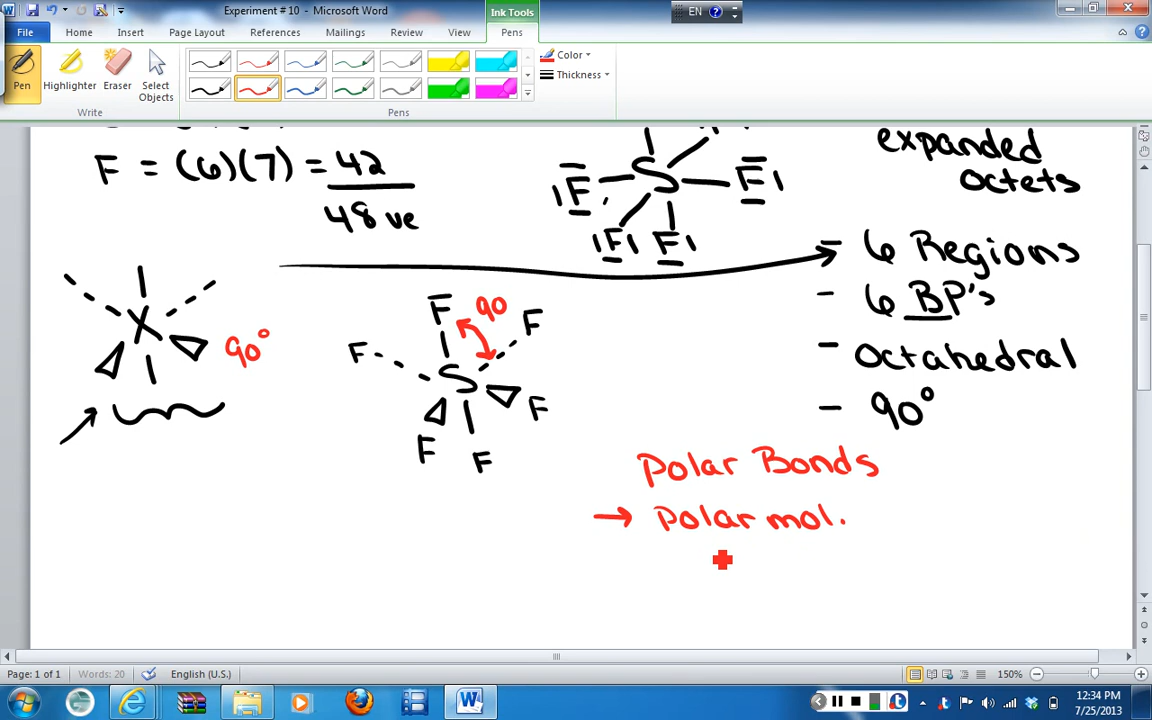 Experiment # 10 - Microsoft Word
Ink Tools
EN
File
Home
Insert
Page Layout
References
Mailings
Review
View
Pens
Pen
Highlighter
Eraser
Select
Objects
Color
Thickness
Write
Pens
F = (6)(7) = 42
48 ve
expanded
octets
S
F
F
F
F
6 Regions
- 6 BP's
- Octahedral
- 90°
X
90°
F
90
F
F
S
F
F
F
Polar Bonds
→ Polar mol.
Page: 1 of 1
Words: 20
English (U.S.)
150%
12:34 PM
7/25/2013